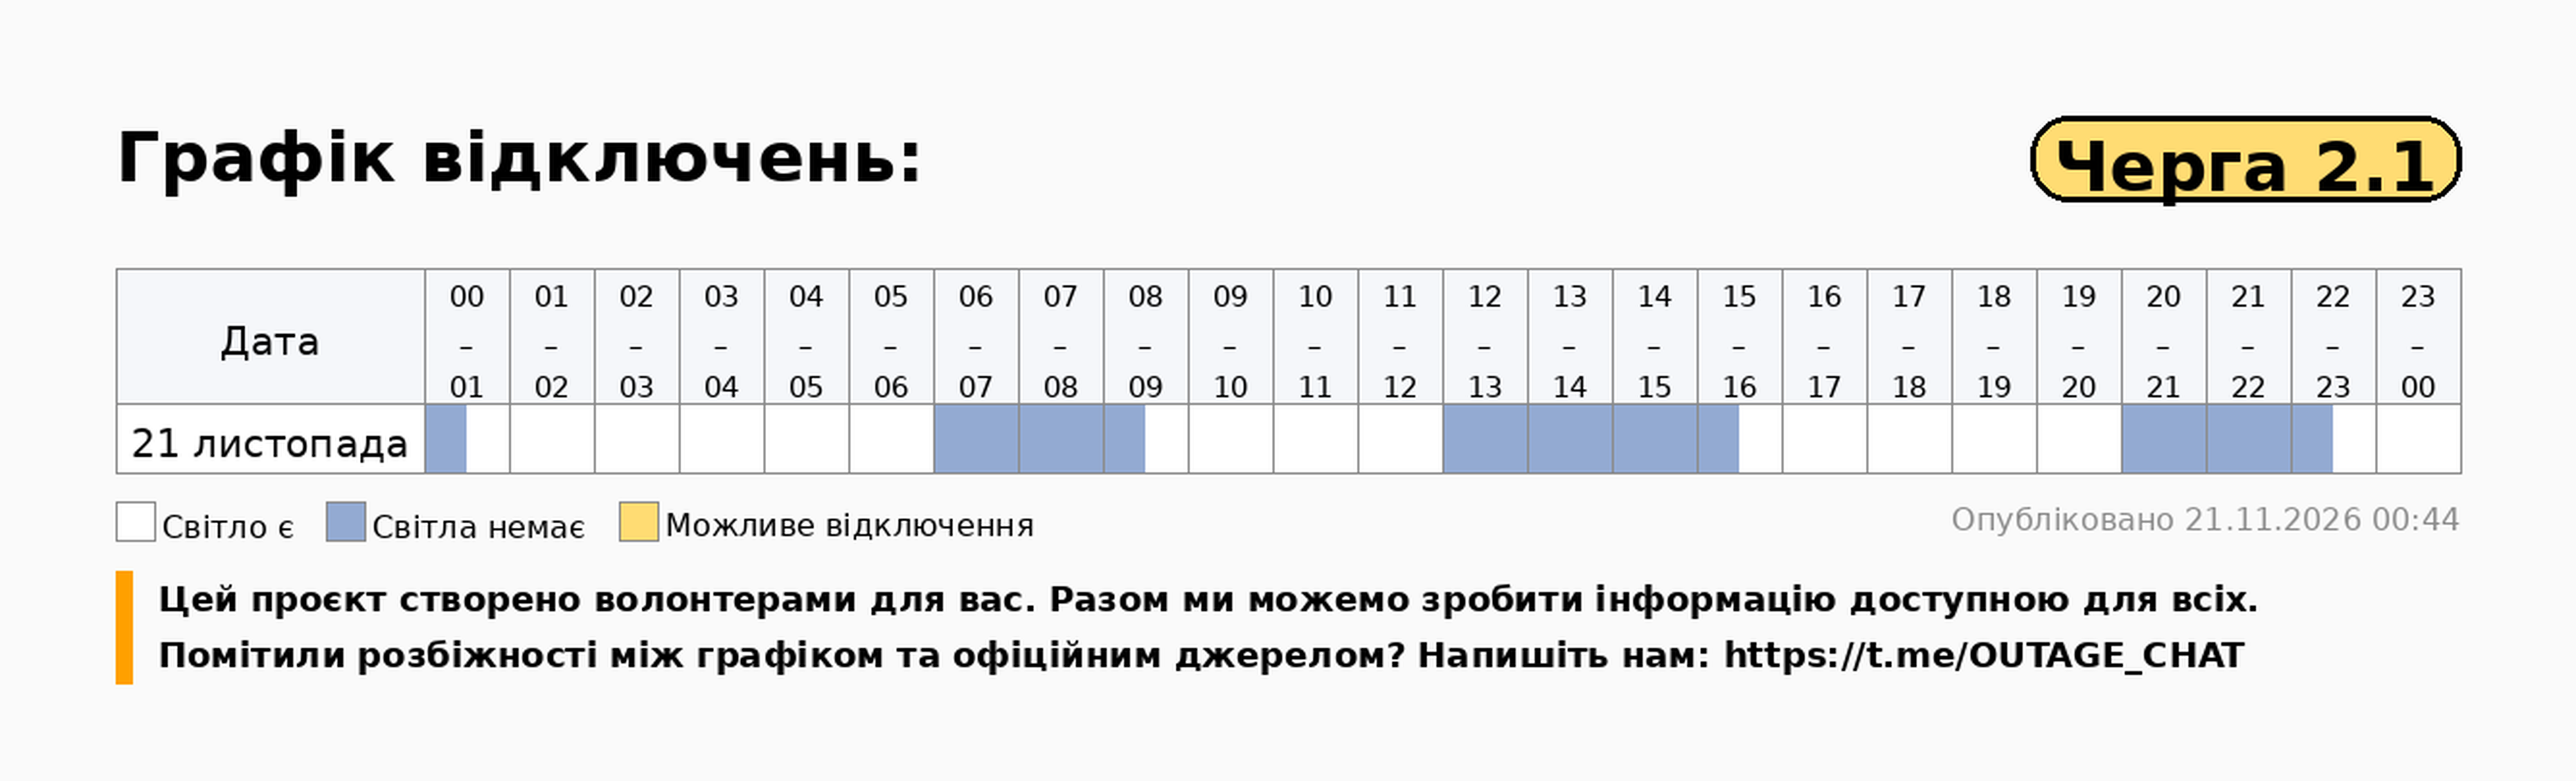 Графік відключень:
Черга 2.1
Дата
00 – 01
01 – 02
02 – 03
03 – 04
04 – 05
05 – 06
06 – 07
07 – 08
08 – 09
09 – 10
10 – 11
11 – 12
12 – 13
13 – 14
14 – 15
15 – 16
16 – 17
17 – 18
18 – 19
19 – 20
20 – 21
21 – 22
22 – 23
23 – 00
21 листопада
Світло є
Світла немає
Можливе відключення
Опубліковано 21.11.2026 00:44
Цей проєкт створено волонтерами для вас. Разом ми можемо зробити інформацію доступною для всіх.
Помітили розбіжності між графіком та офіційним джерелом? Напишіть нам: https://t.me/OUTAGE_CHAT